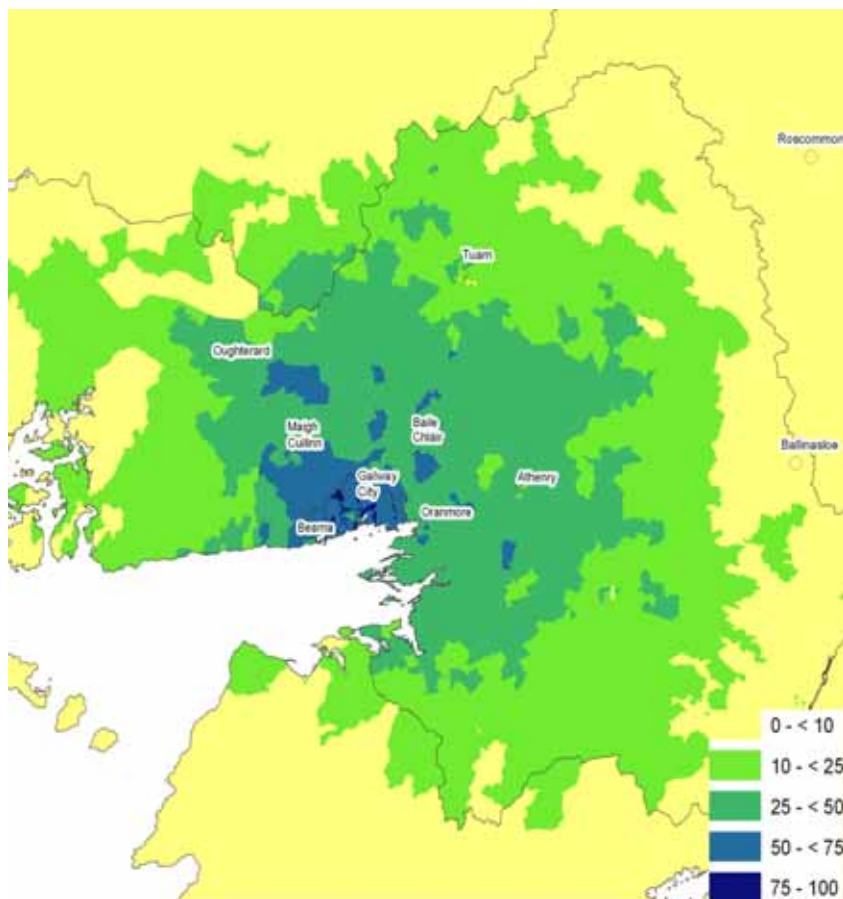 Roscommon
Tuam
Oughterard
Maigh
Cuilinn
Baile
Chláir
Ballinasloe
Galway
City
Athenry
Oranmore
Bearna
0 - < 10
10 - < 25
25 - < 50
50 - < 75
75 - 100